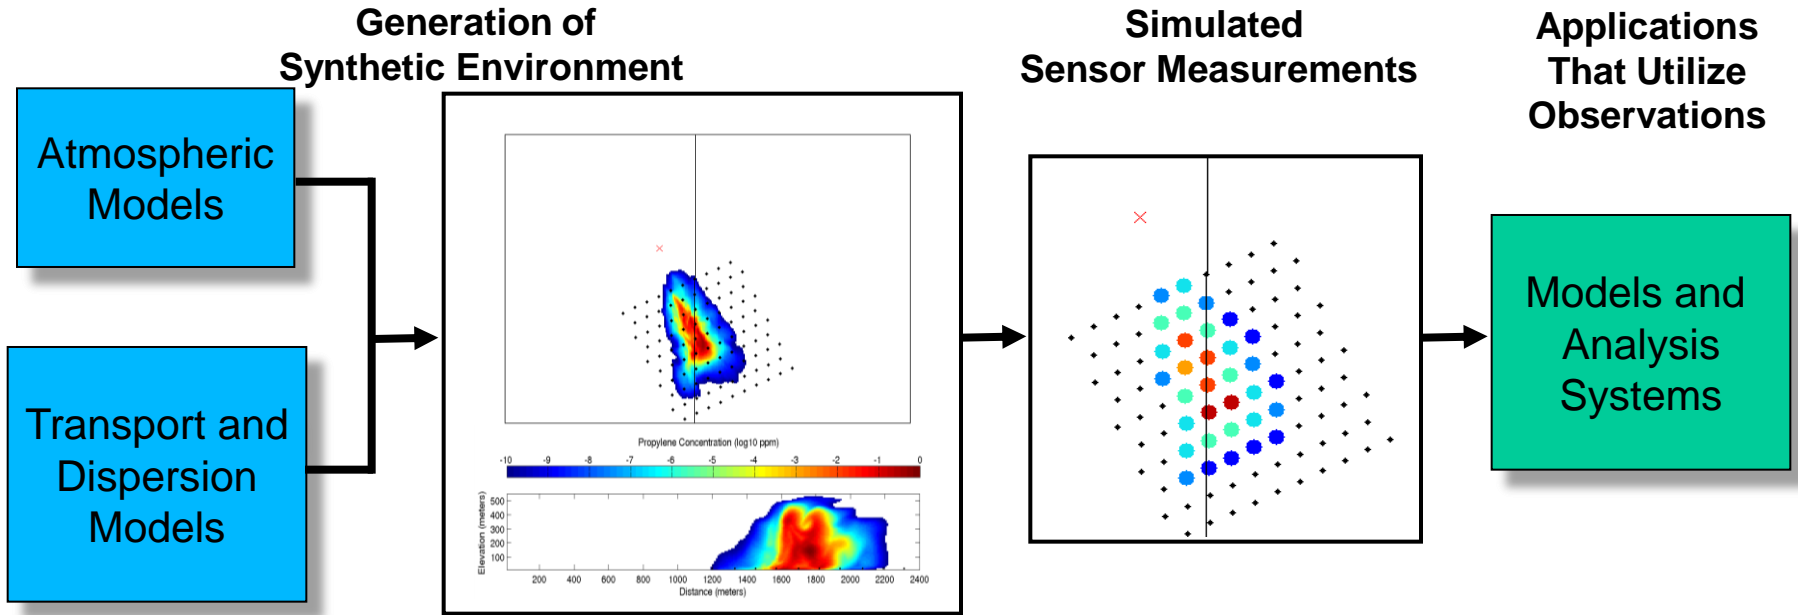 Generation of
Synthetic Environment
Simulated
Sensor Measurements
Applications
That Utilize
Observations
Atmospheric
Models
Transport and
Dispersion
Models
Propylene Concentration (log10 ppm)
-10 -9 -8 -7 -6 -5 -4 -3 -2 -1 0
Elevation (meters)
500
400
300
200
100
200 400 600 800 1000 1200 1400 1600 1800 2000 2200 2400
Distance (meters)
Models and
Analysis
Systems